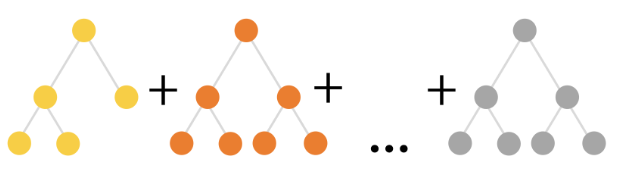 + + ... +